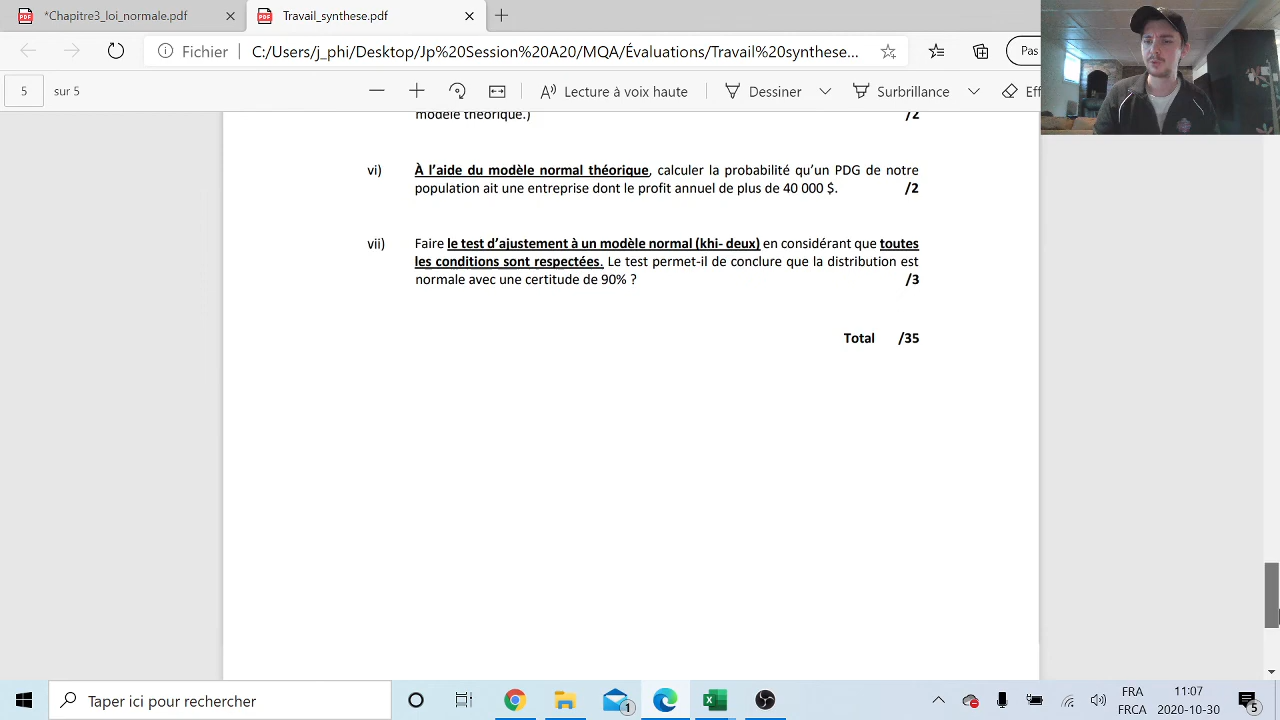 *Chapitre3_loi_normale.pdf
Travail_synthese.pdf
Fichier
C:/Users/j_phi/Desktop/Jp%20Session%20A20/MQA/Évaluations/Travail%20synthese...
Pas
5
sur 5
Lecture à voix haute
Dessiner
Surbrillance
Eff
modèle théorique.) /2
vi) À l'aide du modèle normal théorique, calculer la probabilité qu'un PDG de notre
population ait une entreprise dont le profit annuel de plus de 40 000 $. /2
vii) Faire le test d'ajustement à un modèle normal (khi- deux) en considérant que toutes
les conditions sont respectées. Le test permet-il de conclure que la distribution est
normale avec une certitude de 90% ? /3
Total /35
Taper ici pour rechercher
1
FRA
FRCA
11:07
2020-10-30
5